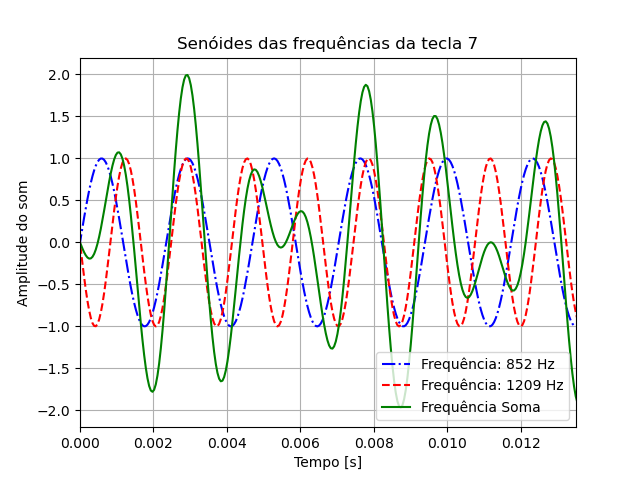 Senóides das frequências da tecla 7
2.0
1.5
1.0
0.5
0.0
−0.5
−1.0
−1.5
−2.0
Amplitude do som
Frequência: 852 Hz
Frequência: 1209 Hz
Frequência Soma
0.000 0.002 0.004 0.006 0.008 0.010 0.012
Tempo [s]